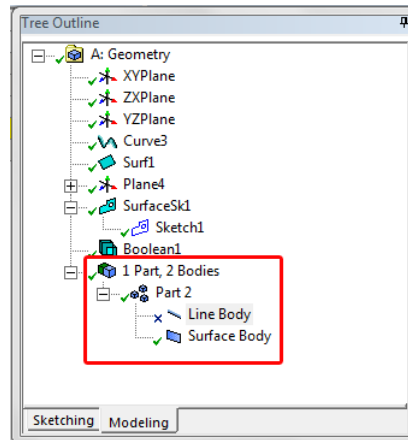 Tree Outline
A: Geometry
XYPlane
ZXPlane
YZPlane
Curve3
Surf1
Plane4
SurfaceSk1
Sketch1
Boolean1
1 Part, 2 Bodies
Part 2
Line Body
Surface Body
Sketching Modeling